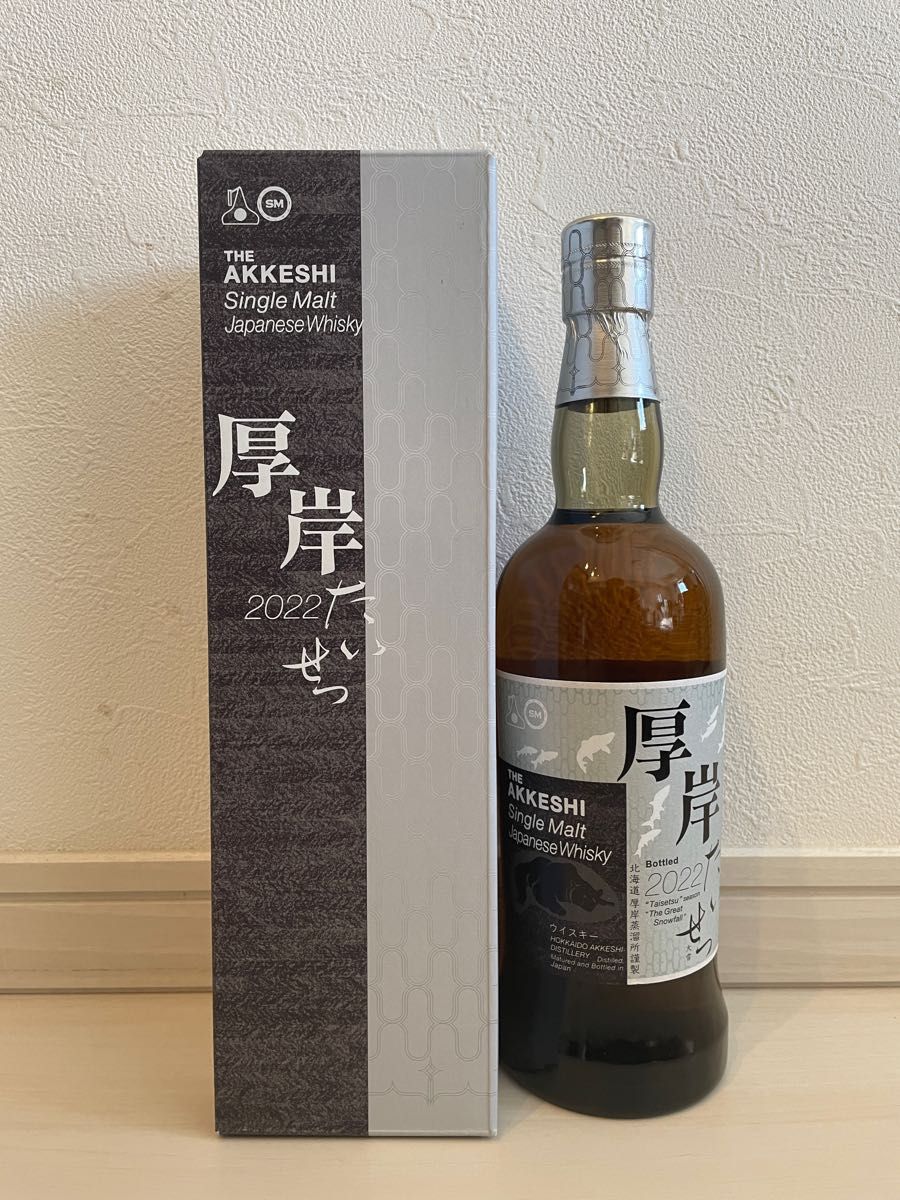 SM
THE
AKKESHI
Single Malt
Japanese Whisky
厚岸
2022
たいせつ
SM
THE
AKKESHI
Single Malt
Japanese Whisky
ウイスキー
HOKKAIDO AKKESHI
DISTILLERY Distilled,
Matured and Bottled in
Japan
厚岸
Bottled
2022
"Taisetsu" season
"The Great
Snowfall"
たいせつ
大雪
北海道厚岸蒸溜所謹製